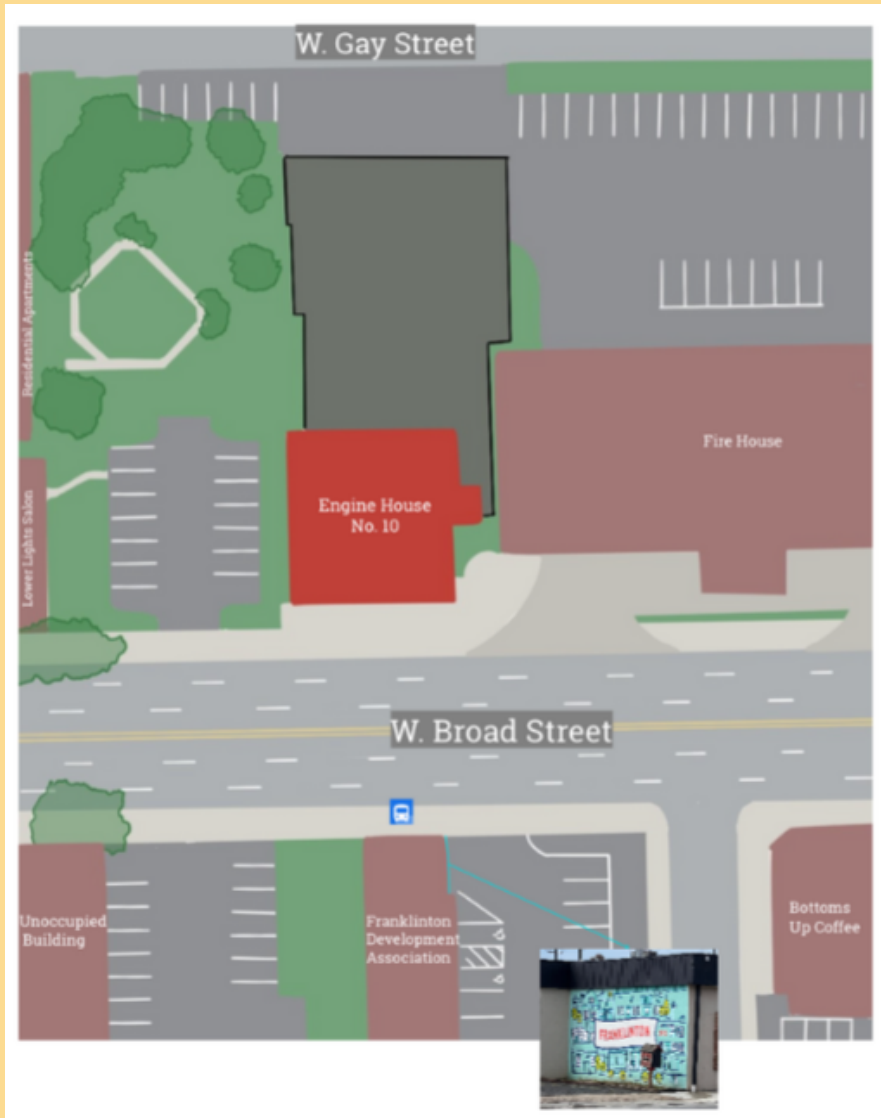 W. Gay Street
Residential Apartments
Fire House
Engine House
No. 10
Lower Lights Salon
W. Broad Street
Unoccupied
Building
Franklinton
Development
Association
Bottoms
Up Coffee
FRANKLINTON